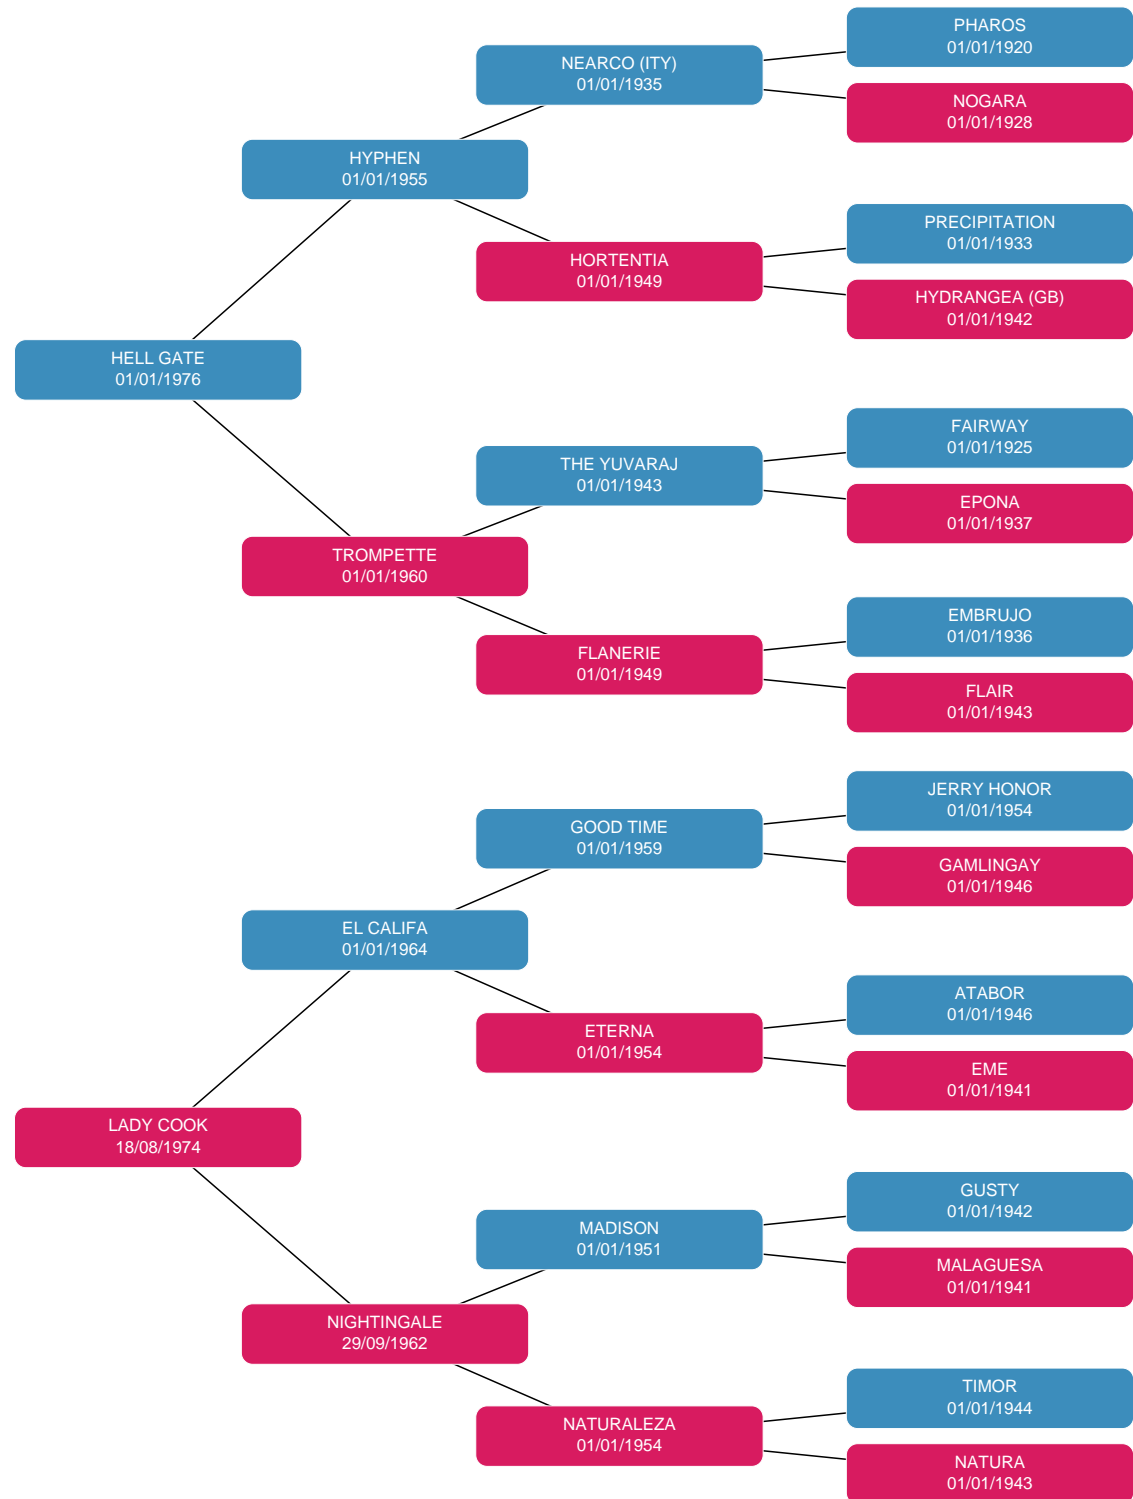 PHAROS
01/01/1920
NEARCO (ITY)
01/01/1935
NOGARA
01/01/1928
HYPHEN
01/01/1955
PRECIPITATION
01/01/1933
HORTENTIA
01/01/1949
HYDRANGEA (GB)
01/01/1942
HELL GATE
01/01/1976
FAIRWAY
01/01/1925
THE YUVARAJ
01/01/1943
EPONA
01/01/1937
TROMPETTE
01/01/1960
EMBRUJO
01/01/1936
FLANERIE
01/01/1949
FLAIR
01/01/1943
JERRY HONOR
01/01/1954
GOOD TIME
01/01/1959
GAMLINGAY
01/01/1946
EL CALIFA
01/01/1964
ATABOR
01/01/1946
ETERNA
01/01/1954
EME
01/01/1941
LADY COOK
18/08/1974
GUSTY
01/01/1942
MADISON
01/01/1951
MALAGUESA
01/01/1941
NIGHTINGALE
29/09/1962
TIMOR
01/01/1944
NATURALEZA
01/01/1954
NATURA
01/01/1943